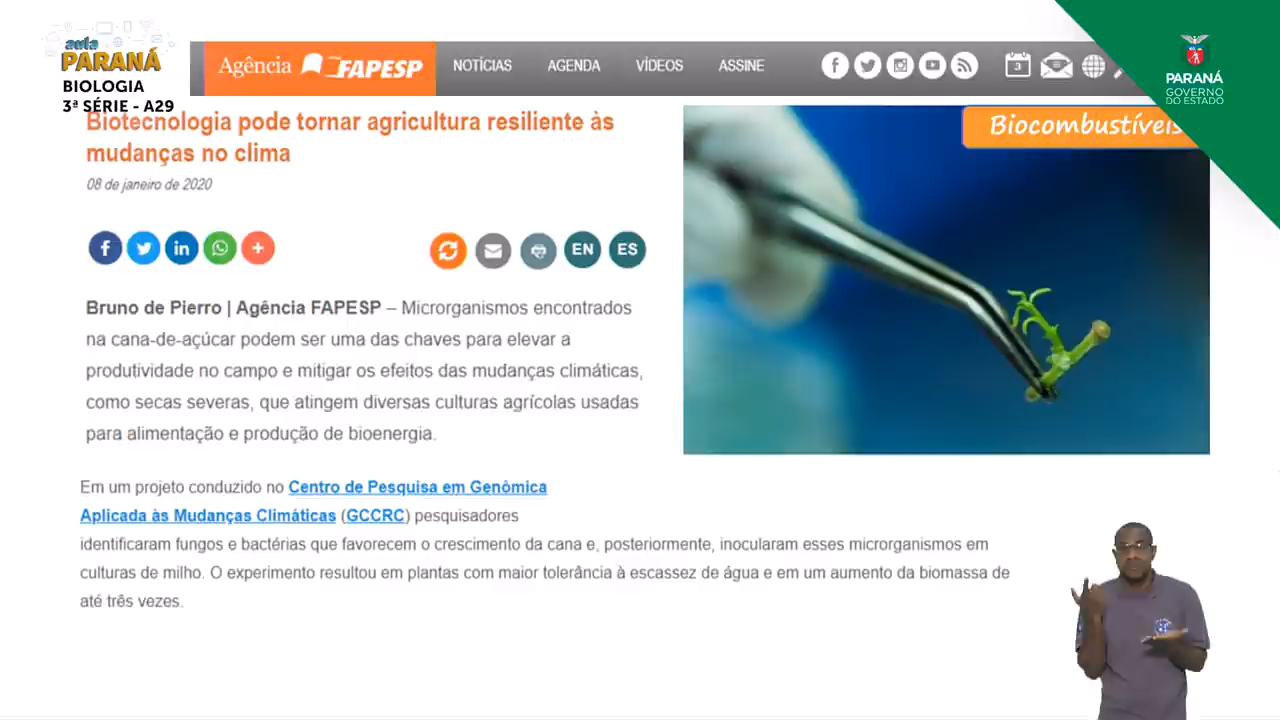 aula
PARANÁ
BIOLOGIA
3ª SÉRIE - A29
Agência FAPESP
NOTÍCIAS AGENDA VÍDEOS ASSINE
3
PARANÁ
GOVERNO
DO ESTADO
Biocombustíveis
Biotecnologia pode tornar agricultura resiliente às
mudanças no clima
08 de janeiro de 2020
EN ES
Bruno de Pierro | Agência FAPESP – Microrganismos encontrados
na cana-de-açúcar podem ser uma das chaves para elevar a
produtividade no campo e mitigar os efeitos das mudanças climáticas,
como secas severas, que atingem diversas culturas agrícolas usadas
para alimentação e produção de bioenergia.
Em um projeto conduzido no Centro de Pesquisa em Genômica
Aplicada às Mudanças Climáticas (GCCRC) pesquisadores
identificaram fungos e bactérias que favorecem o crescimento da cana e, posteriormente, inocularam esses microrganismos em
culturas de milho. O experimento resultou em plantas com maior tolerância à escassez de água e em um aumento da biomassa de
até três vezes.